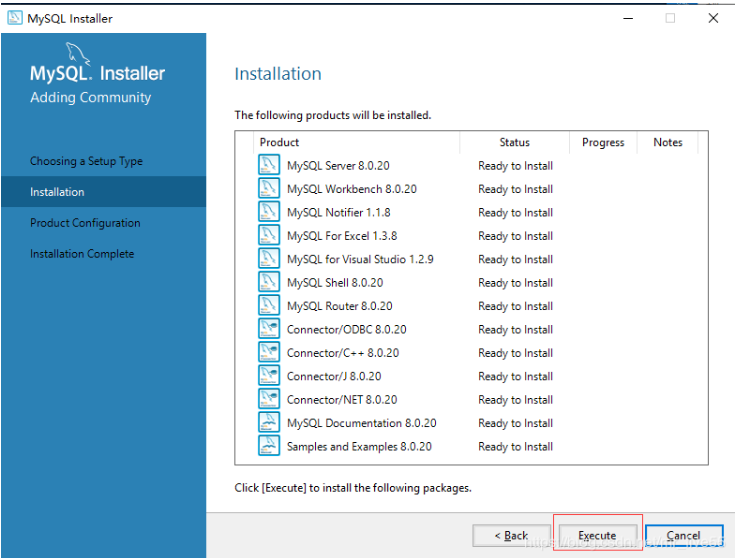 MySQL Installer
MySQL. Installer
Adding Community
Choosing a Setup Type
Installation
Product Configuration
Installation Complete
Installation
The following products will be installed.
Product Status Progress Notes
MySQL Server 8.0.20 Ready to Install
MySQL Workbench 8.0.20 Ready to Install
MySQL Notifier 1.1.8 Ready to Install
MySQL For Excel 1.3.8 Ready to Install
MySQL for Visual Studio 1.2.9 Ready to Install
MySQL Shell 8.0.20 Ready to Install
MySQL Router 8.0.20 Ready to Install
Connector/ODBC 8.0.20 Ready to Install
Connector/C++ 8.0.20 Ready to Install
Connector/J 8.0.20 Ready to Install
Connector/NET 8.0.20 Ready to Install
MySQL Documentation 8.0.20 Ready to Install
Samples and Examples 8.0.20 Ready to Install
Click [Execute] to install the following packages.
< Back Execute Cancel